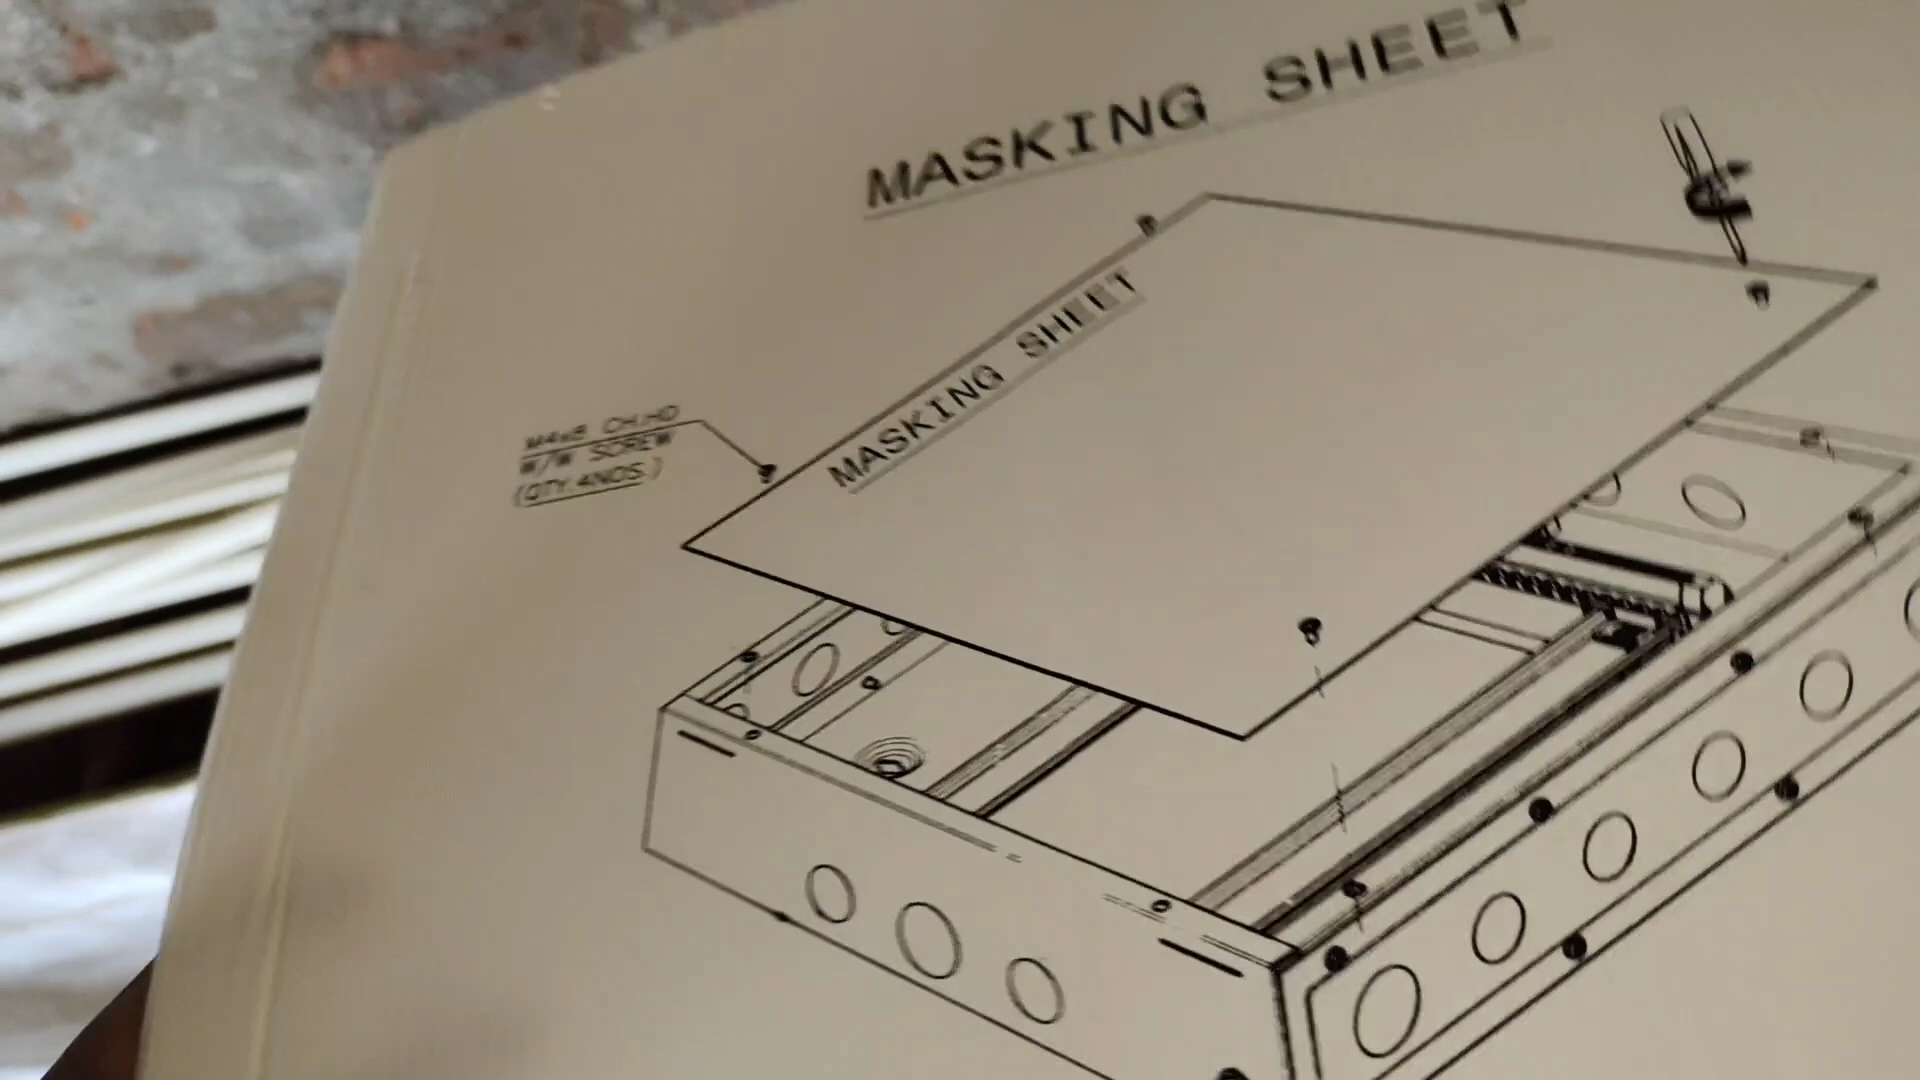 MASKING SHEET
MASKING SHEET
M4x8 CH.HD
W/W SCREW
(QTY.4NOS.)